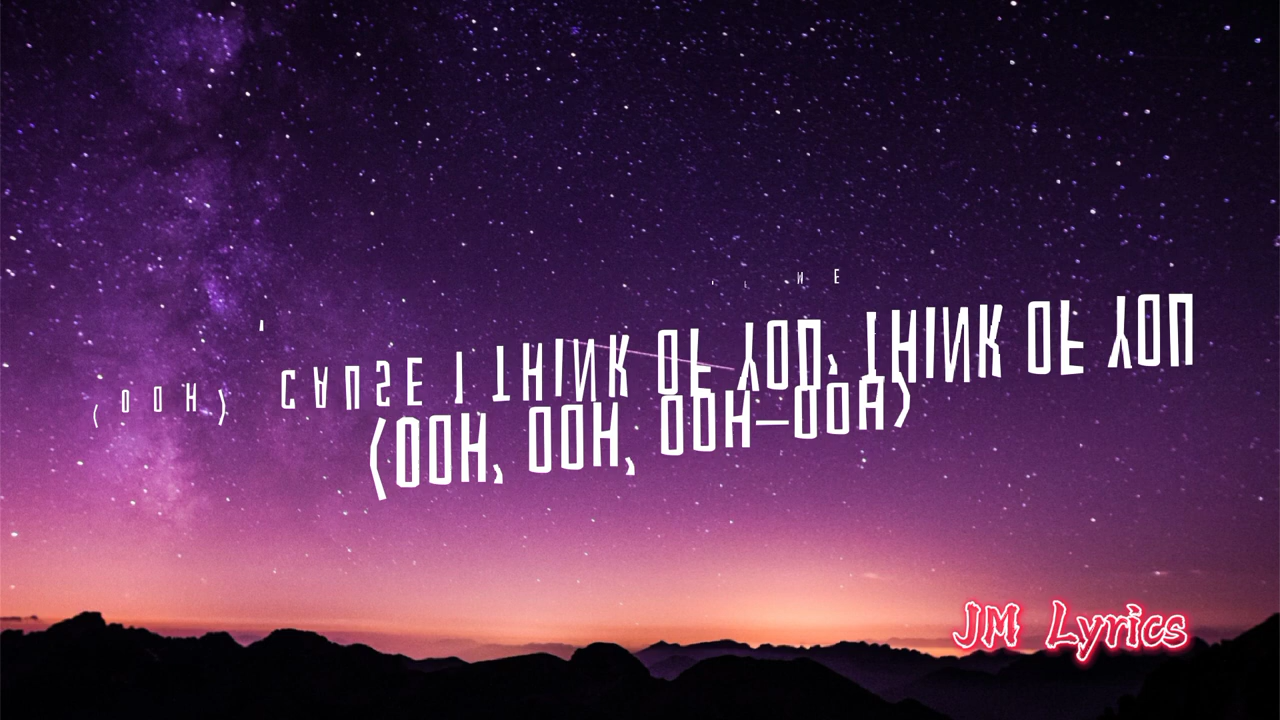 (OOH) 'CAUSE I THINK OF YOU, THINK OF YOU
(OOH, OOH, OOH-OOH)
JM Lyrics